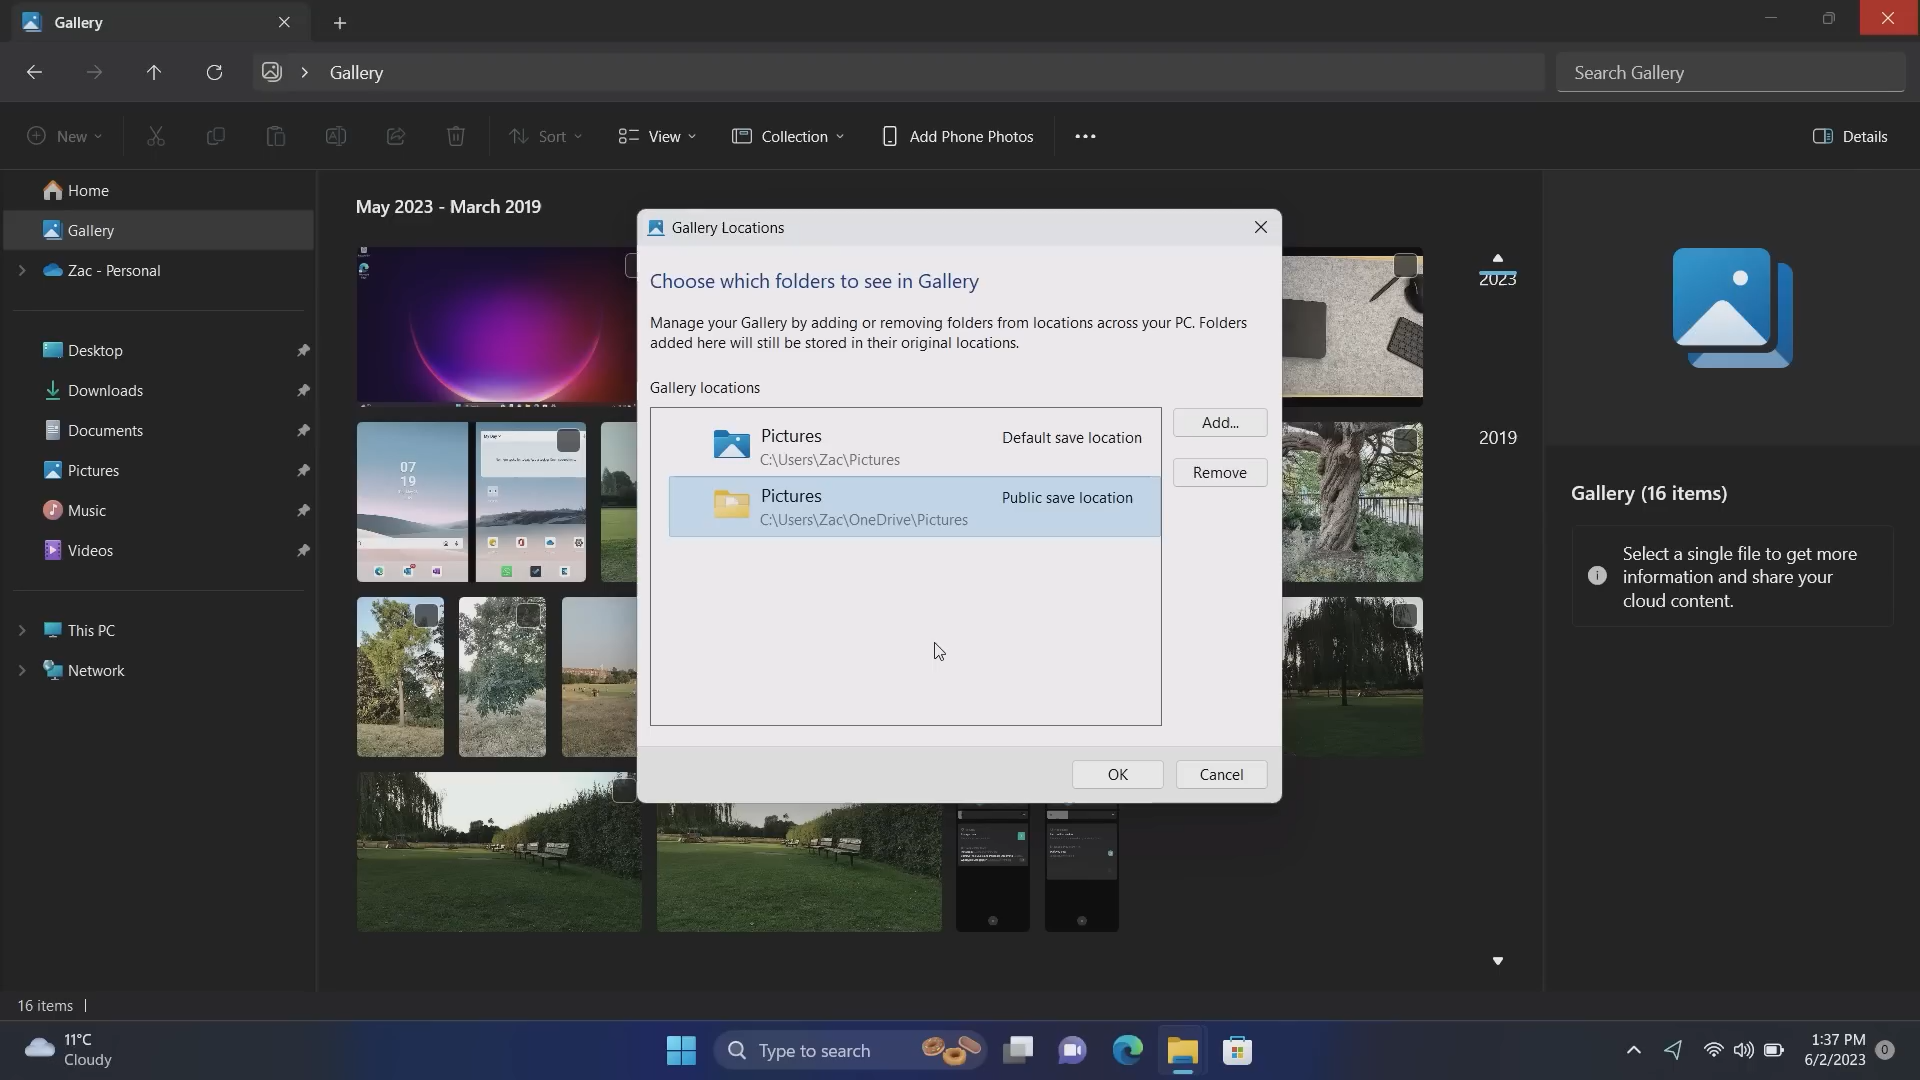 Gallery
Gallery
Search Gallery
New
Sort
View
Collection
Add Phone Photos
Details
Home
Gallery
Zac - Personal
Desktop
Downloads
Documents
Pictures
Music
Videos
This PC
Network
May 2023 - March 2019
07
19
Gallery Locations
Choose which folders to see in Gallery
Manage your Gallery by adding or removing folders from locations across your PC. Folders
added here will still be stored in their original locations.
Gallery locations
Pictures
Default save location
C:\Users\Zac\Pictures
Pictures
Public save location
C:\Users\Zac\OneDrive\Pictures
Add...
Remove
OK
Cancel
2023
2019
Gallery (16 items)
Select a single file to get more
information and share your
cloud content.
16 items
11°C
Cloudy
Type to search
1:37 PM
6/2/2023
0